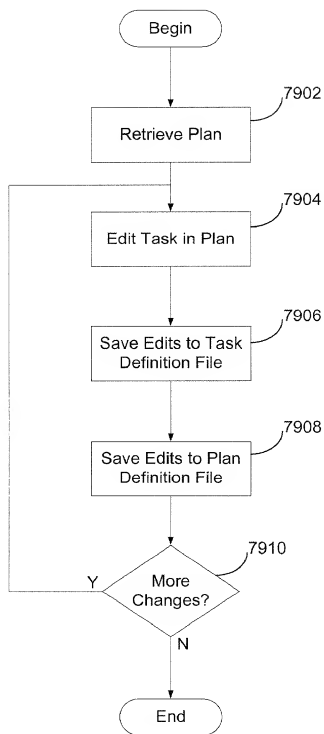 Begin
7902
Retrieve Plan
7904
Edit Task in Plan
7906
Save Edits to Task
Definition File
7908
Save Edits to Plan
Definition File
7910
More
Changes?
Y
N
End